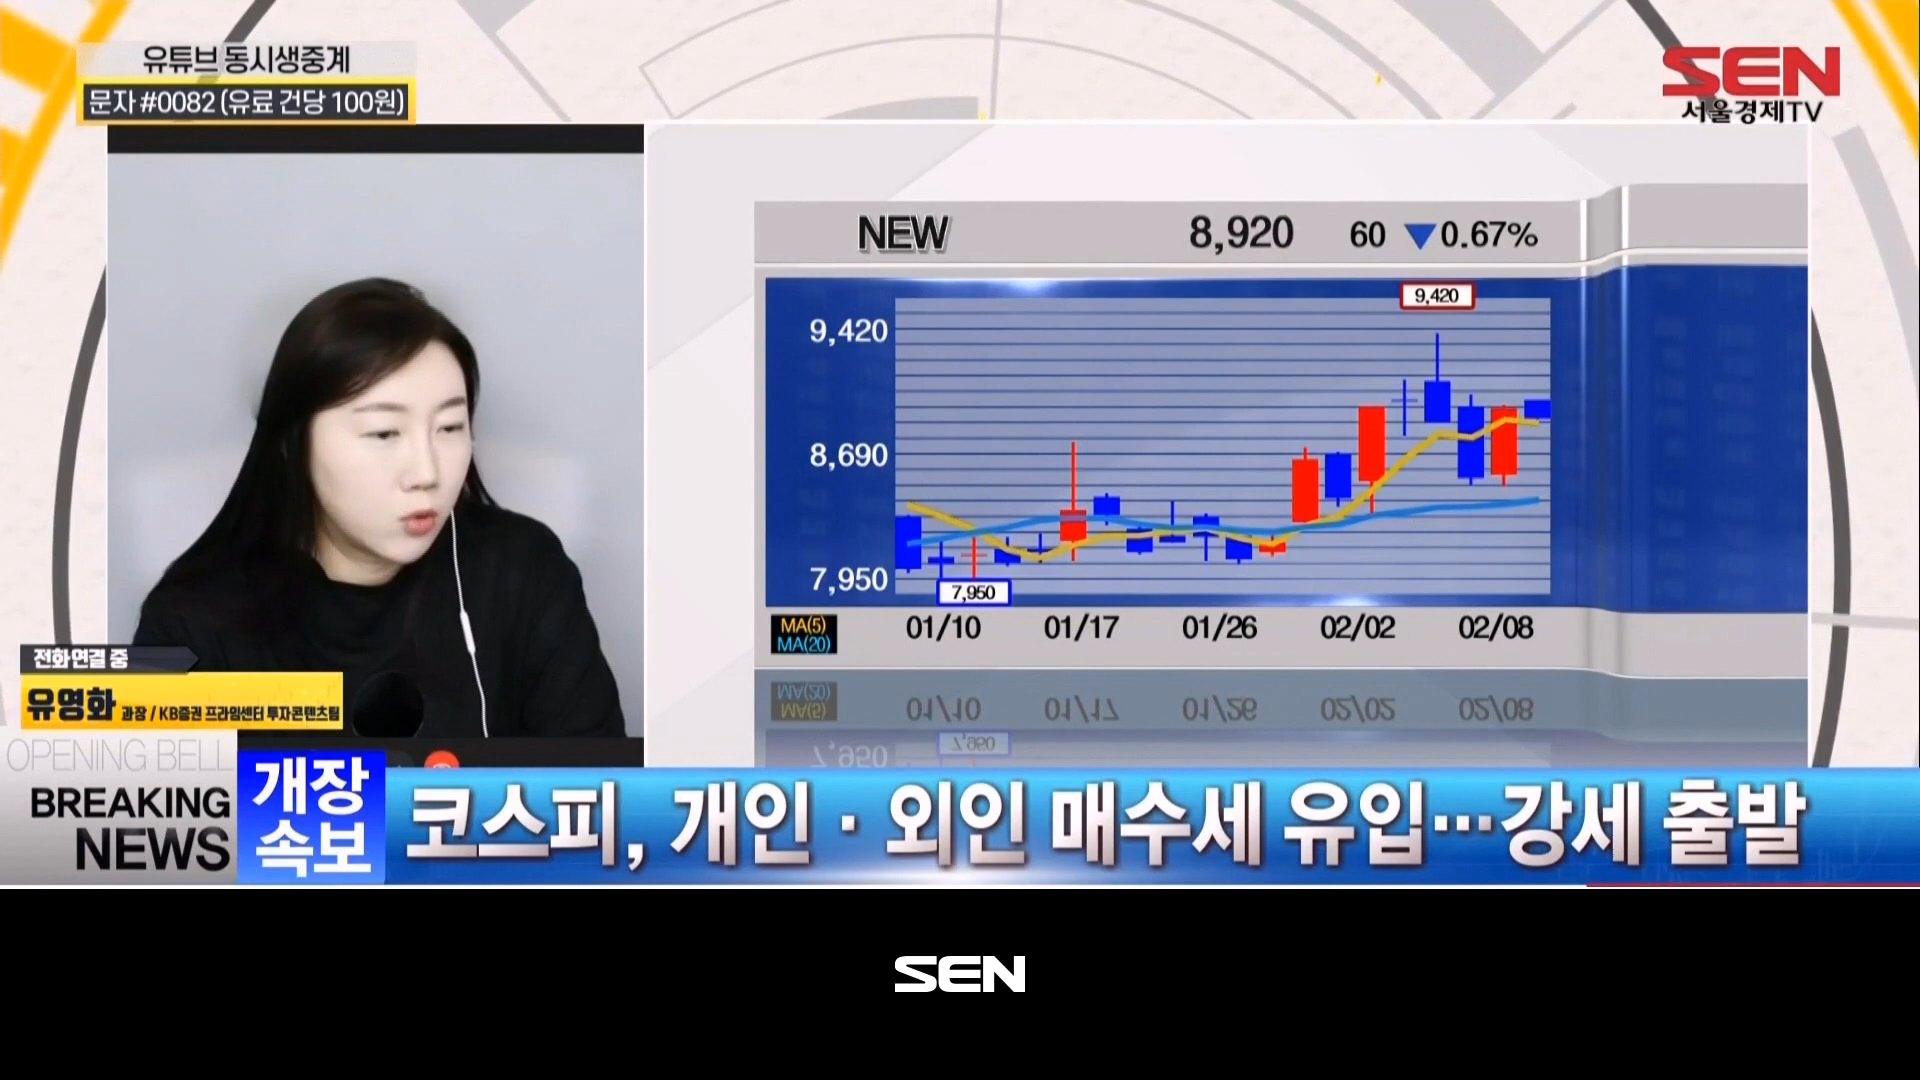 유튜브 동시생중계
문자 #0082 (유료 건당 100원)
SEN
서울경제TV
NEW 8,920 60 ▼0.67%
9,420
9,420
8,690
7,950
7,950
MA(5)
MA(20)
01/10 01/17 01/26 02/02 02/08
전화연결 중
유영화 과장 / KB증권 프라임센터 투자콘텐츠팀
OPENING BELL
BREAKING
NEWS
개장
속보
코스피, 개인 · 외인 매수세 유입…강세 출발
SEN